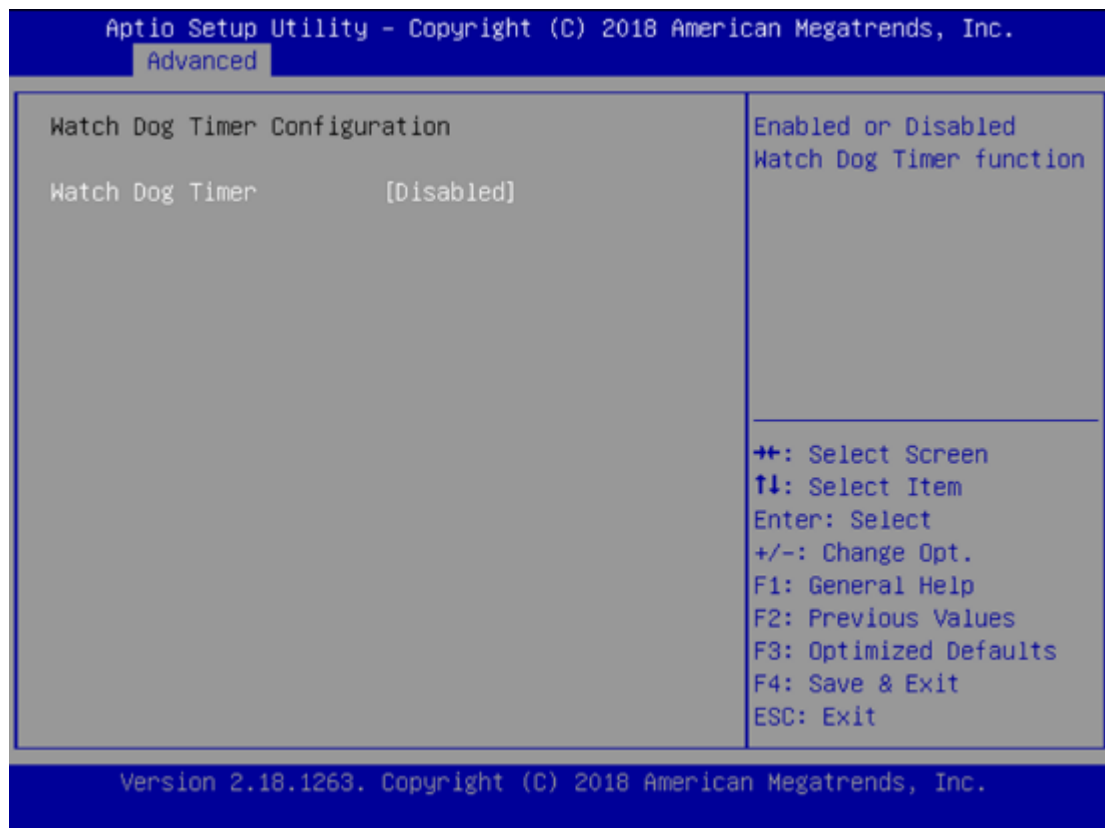 Aptio Setup Utility – Copyright (C) 2018 American Megatrends, Inc.
Advanced
Watch Dog Timer Configuration
Watch Dog Timer [Disabled]
Enabled or Disabled
Watch Dog Timer function
→←: Select Screen
↑↓: Select Item
Enter: Select
+/-: Change Opt.
F1: General Help
F2: Previous Values
F3: Optimized Defaults
F4: Save & Exit
ESC: Exit
Version 2.18.1263. Copyright (C) 2018 American Megatrends, Inc.